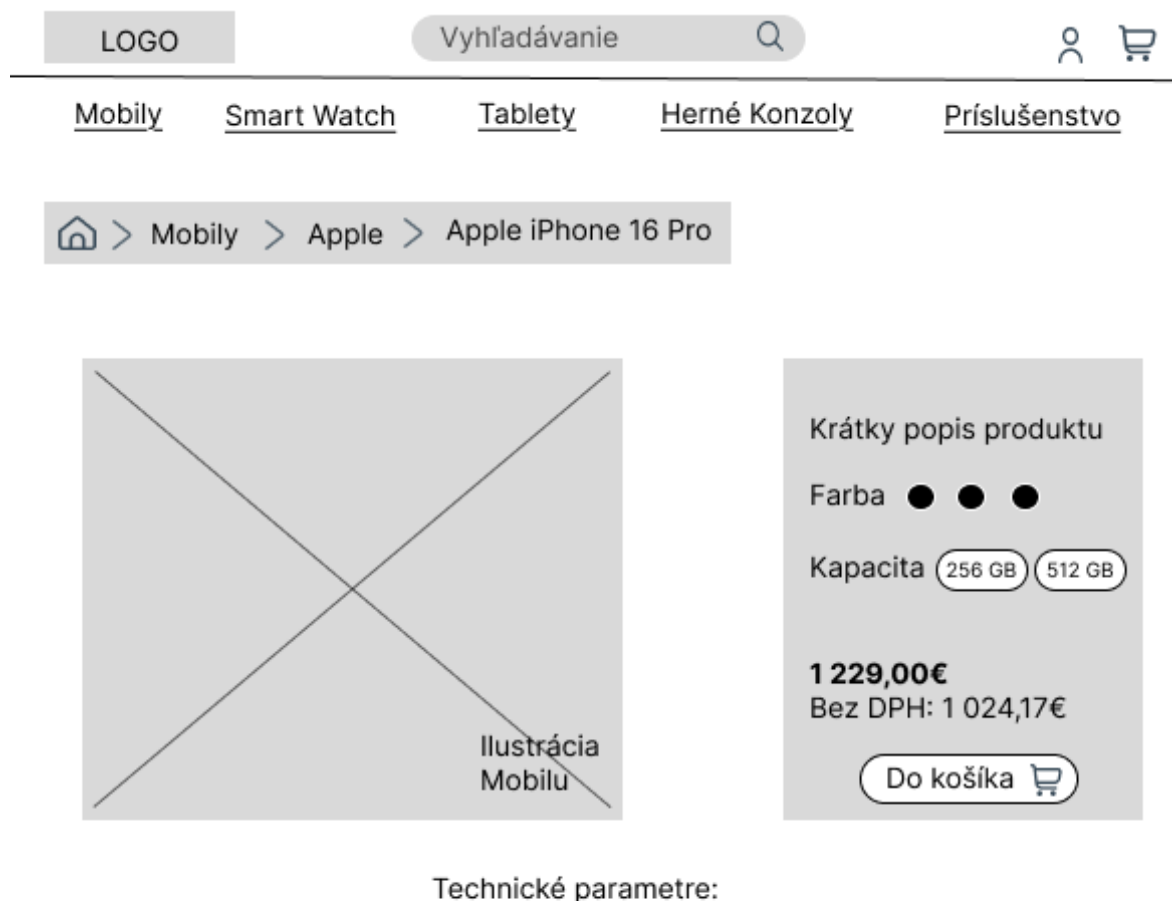 LOGO
Vyhľadávanie
Mobily Smart Watch Tablety Herné Konzoly Príslušenstvo
Mobily Apple Apple iPhone 16 Pro
Ilustrácia
Mobilu
Krátky popis produktu
Farba
Kapacita 256 GB 512 GB
1 229,00€
Bez DPH: 1 024,17€
Do košíka
Technické parametre: